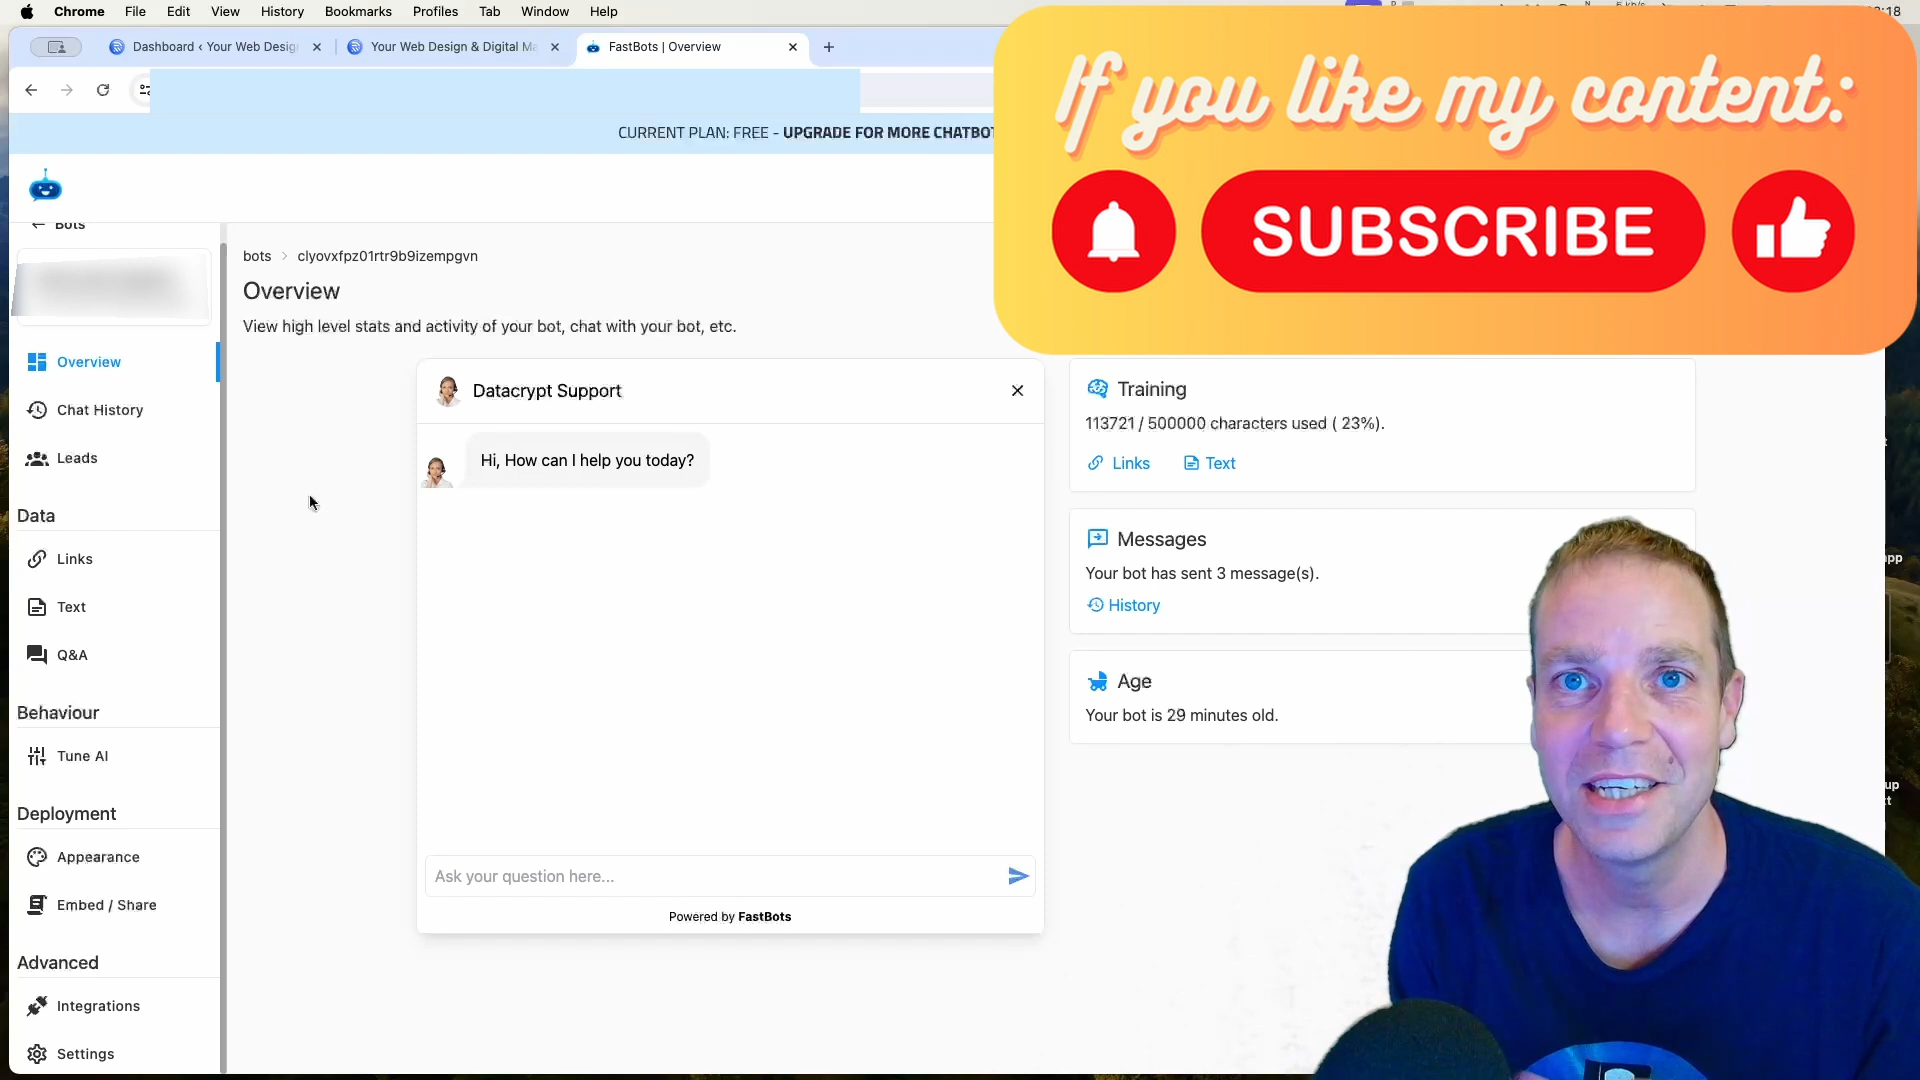 Chrome File Edit View History Bookmarks Profiles Tab Window Help
Dashboard ‹ Your Web Desig
Your Web Design & Digital Ma
FastBots | Overview
CURRENT PLAN: FREE - UPGRADE FOR MORE CHATBOT
If you like my content:
SUBSCRIBE
Bots
bots > clyovxfpz01rtr9b9izempgvn
Overview
View high level stats and activity of your bot, chat with your bot, etc.
Overview
Chat History
Leads
Data
Links
Text
Q&A
Behaviour
Tune AI
Deployment
Appearance
Embed / Share
Advanced
Integrations
Settings
Datacrypt Support
Hi, How can I help you today?
Ask your question here...
Powered by FastBots
Training
113721 / 500000 characters used ( 23%).
Links Text
Messages
Your bot has sent 3 message(s).
History
Age
Your bot is 29 minutes old.